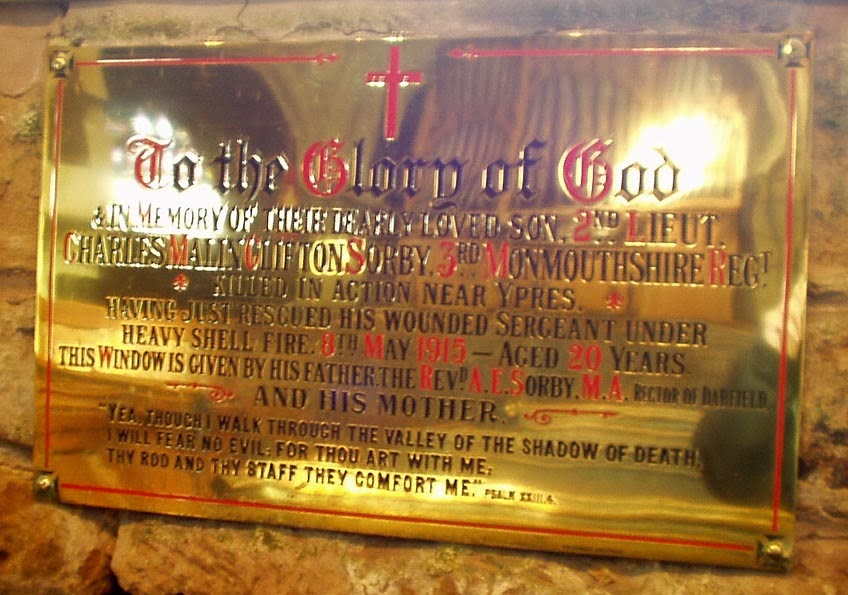 To the Glory of God
& IN MEMORY OF THEIR DEARLY LOVED SON, 2ND LIEUT.
CHARLES MALIN CLIFTON SORBY. 3RD MONMOUTHSHIRE REGT
* KILLED IN ACTION NEAR YPRES. *
HAVING JUST RESCUED HIS WOUNDED SERGEANT UNDER
HEAVY SHELL FIRE. 8TH MAY 1915 – AGED 20 YEARS.
THIS WINDOW IS GIVEN BY HIS FATHER. THE REVD A.E. SORBY. M.A. RECTOR OF DARFIELD
AND HIS MOTHER.
"YEA, THOUGH I WALK THROUGH THE VALLEY OF THE SHADOW OF DEATH,
I WILL FEAR NO EVIL: FOR THOU ART WITH ME;
THY ROD AND THY STAFF THEY COMFORT ME." PSALM XXIII.4.